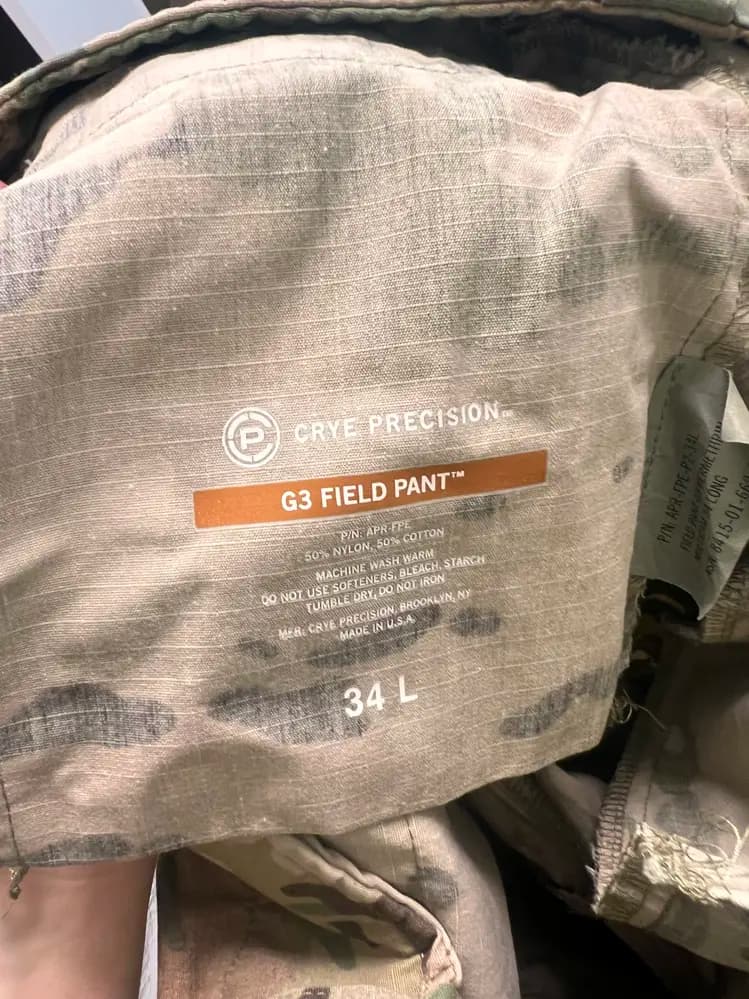 CRYE PRECISION™
G3 FIELD PANT™
P/N: APR-FPE
50% NYLON, 50% COTTON
MACHINE WASH WARM
DO NOT USE SOFTENERS, BLEACH, STARCH
TUMBLE DRY, DO NOT IRON
MFR: CRYE PRECISION, BROOKLYN, NY
MADE IN U.S.A.
34 L